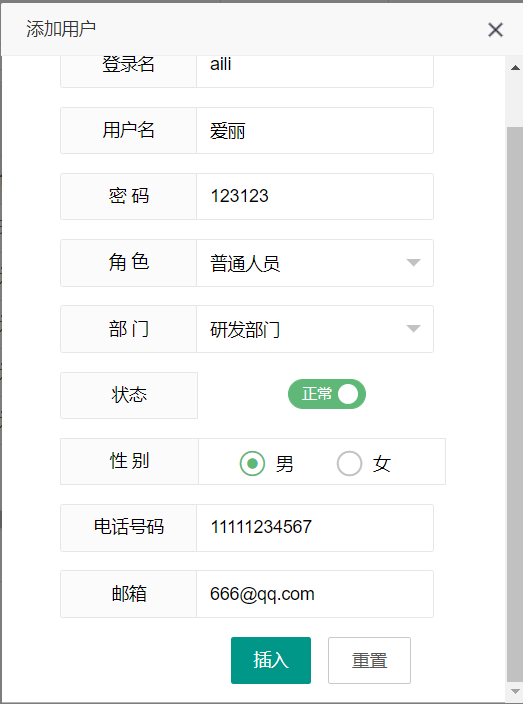 添加用户
登录名 aili
用户名 爱丽
密 码 123123
角 色 普通人员
部 门 研发部门
状态 正常
性 别 男 女
电话号码 11111234567
邮箱 666@qq.com
插入 重置